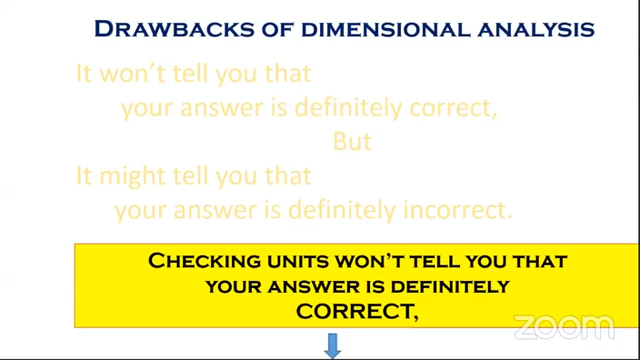 DRAWBACKS OF DIMENSIONAL ANALYSIS
It won't tell you that
your answer is definitely correct,
But
It might tell you that
your answer is definitely incorrect.
CHECKING UNITS WON'T TELL YOU THAT
YOUR ANSWER IS DEFINITELY
CORRECT,
zoom